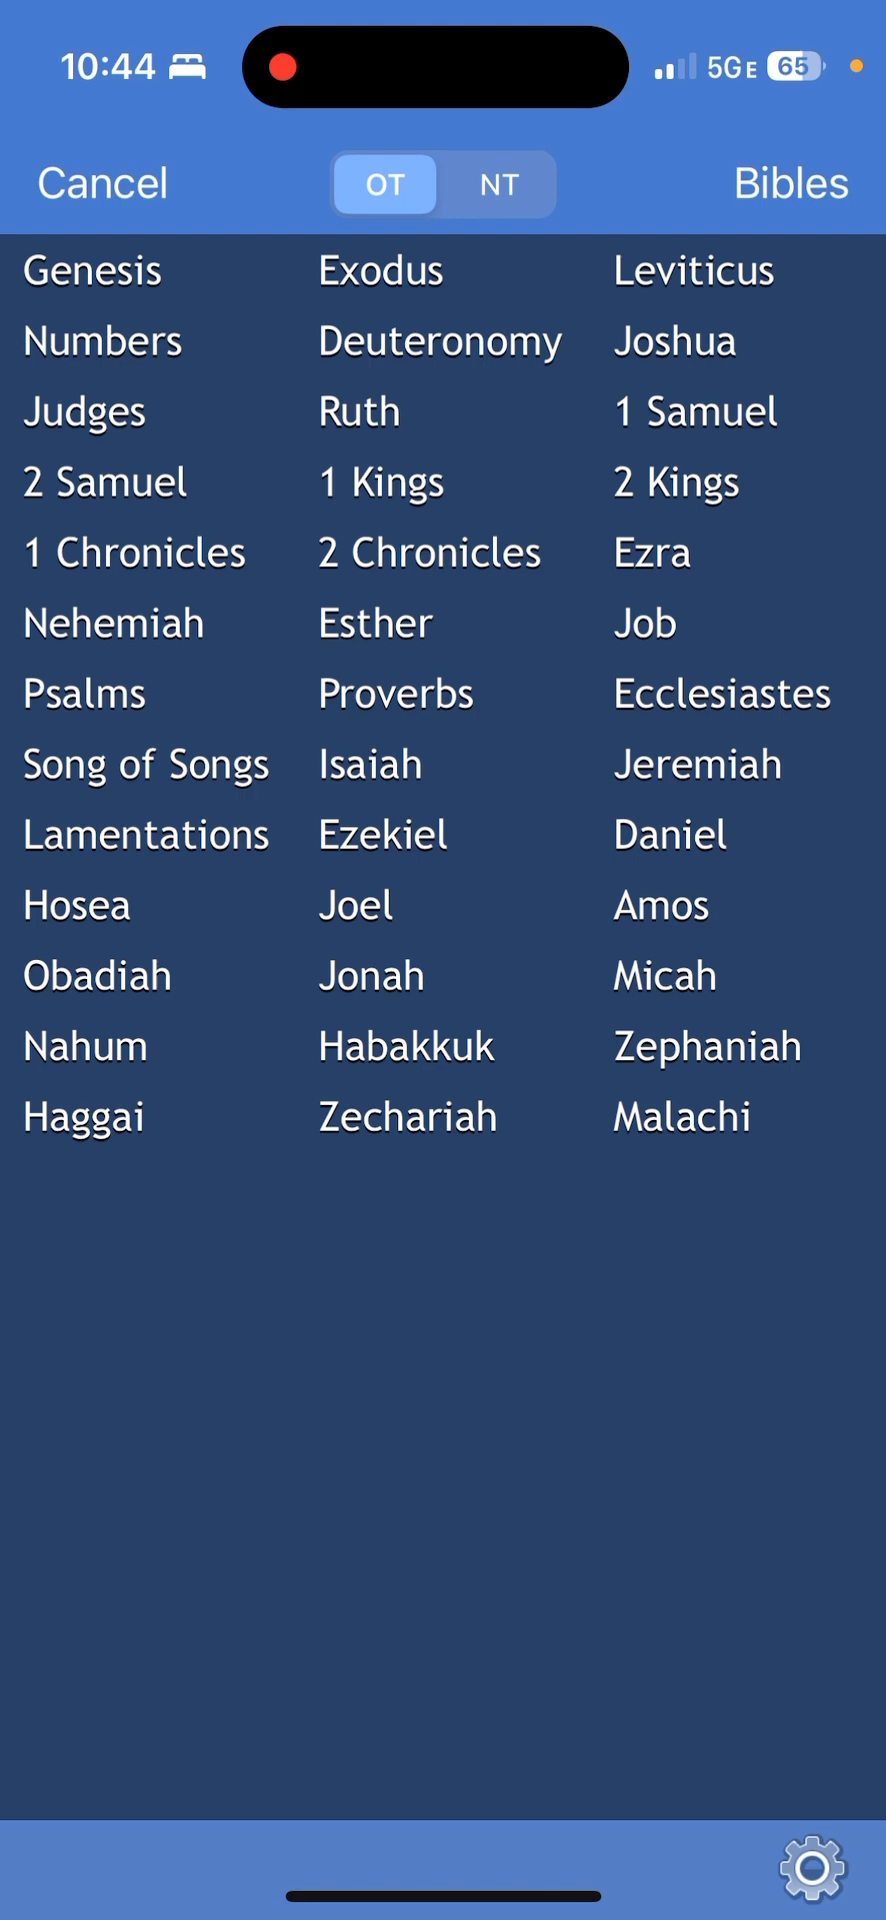 10:44 5GE 65
Cancel OT NT Bibles
Genesis Exodus Leviticus
Numbers Deuteronomy Joshua
Judges Ruth 1 Samuel
2 Samuel 1 Kings 2 Kings
1 Chronicles 2 Chronicles Ezra
Nehemiah Esther Job
Psalms Proverbs Ecclesiastes
Song of Songs Isaiah Jeremiah
Lamentations Ezekiel Daniel
Hosea Joel Amos
Obadiah Jonah Micah
Nahum Habakkuk Zephaniah
Haggai Zechariah Malachi